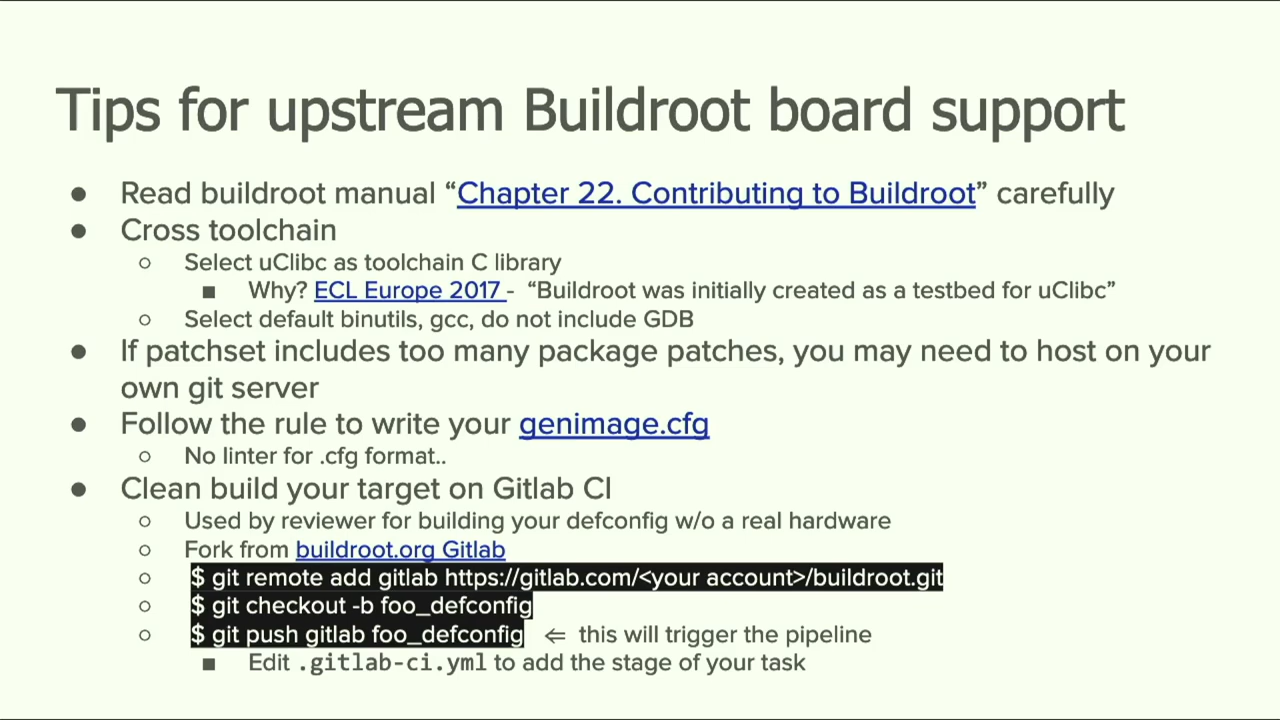 Tips for upstream Buildroot board support
● Read buildroot manual “Chapter 22. Contributing to Buildroot” carefully
● Cross toolchain
○ Select uClibc as toolchain C library
■ Why? ECL Europe 2017 - “Buildroot was initially created as a testbed for uClibc”
○ Select default binutils, gcc, do not include GDB
● If patchset includes too many package patches, you may need to host on your
own git server
● Follow the rule to write your genimage.cfg
○ No linter for .cfg format..
● Clean build your target on Gitlab CI
○ Used by reviewer for building your defconfig w/o a real hardware
○ Fork from buildroot.org Gitlab
○ $ git remote add gitlab https://gitlab.com/<your account>/buildroot.git
○ $ git checkout -b foo_defconfig
○ $ git push gitlab foo_defconfig ⇐ this will trigger the pipeline
■ Edit .gitlab-ci.yml to add the stage of your task